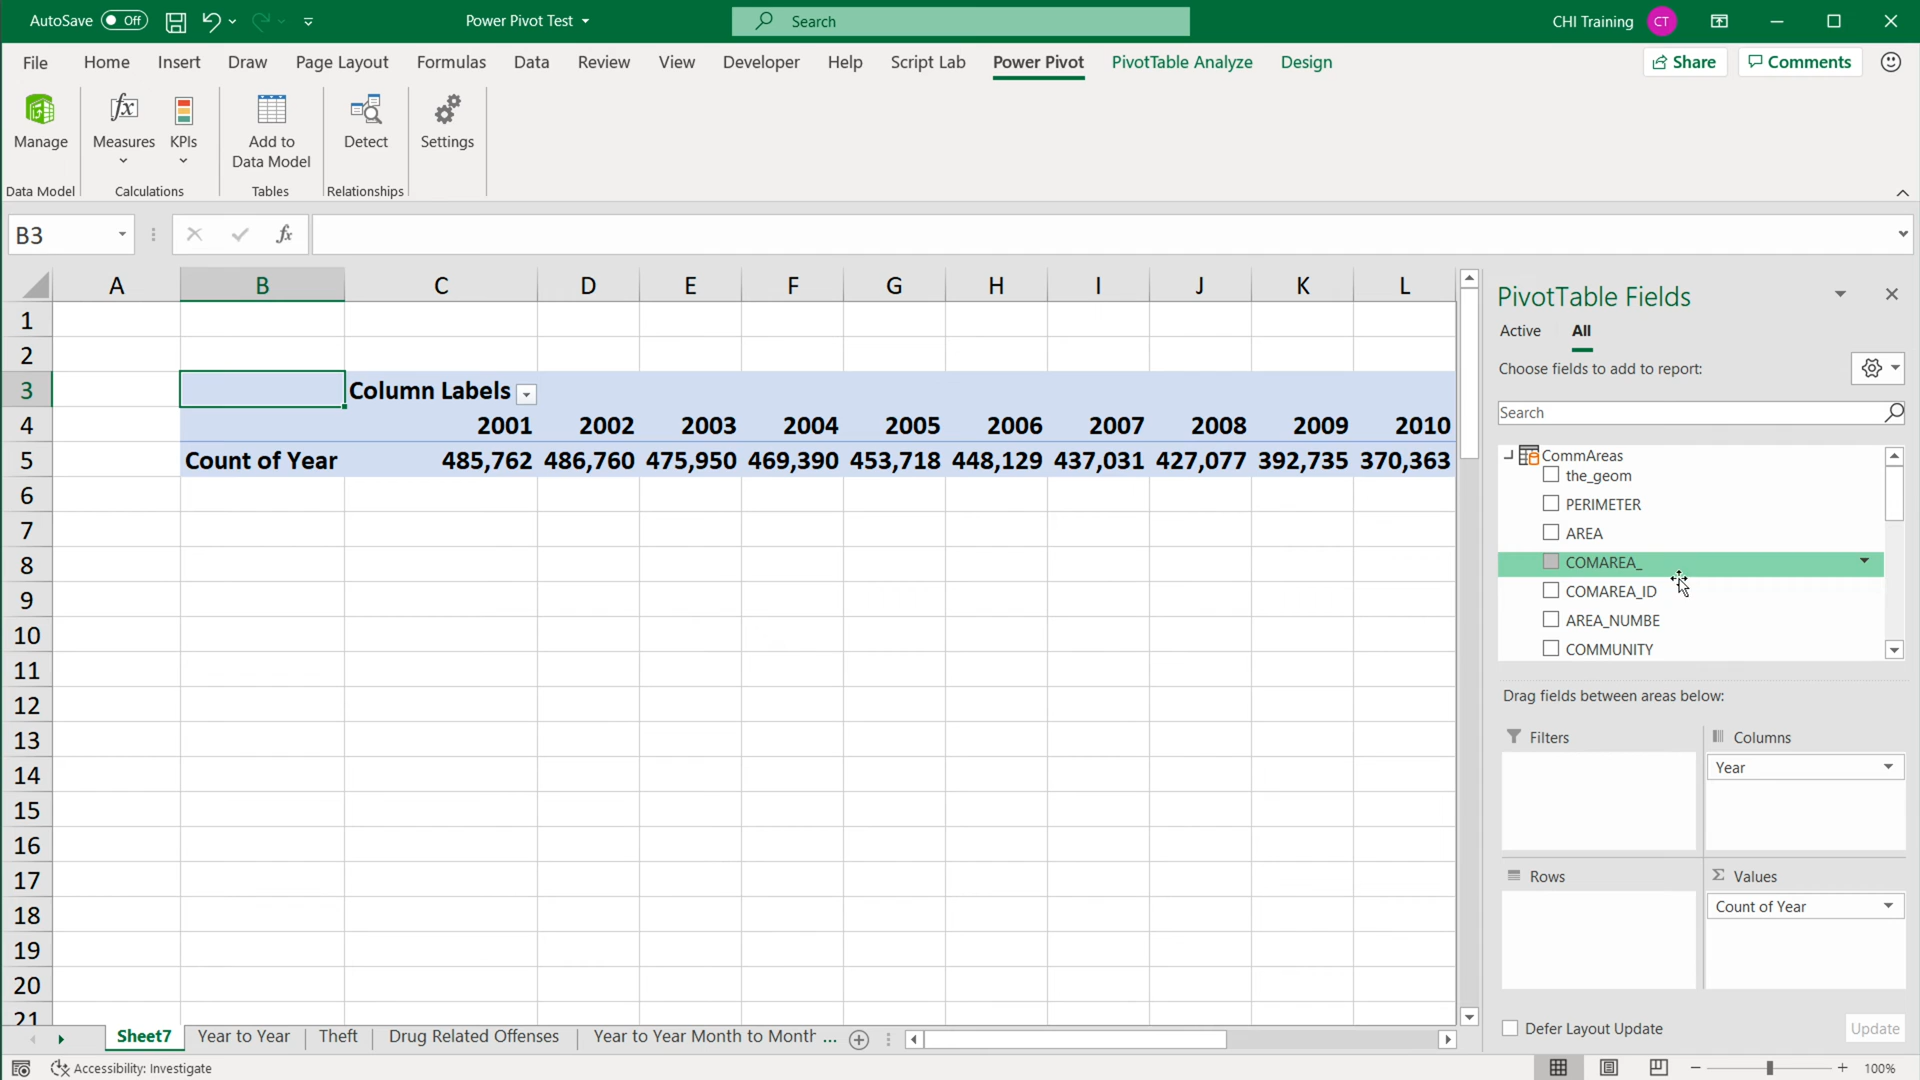 AutoSave Off Power Pivot Test Search CHI Training CT
File Home Insert Draw Page Layout Formulas Data Review View Developer Help Script Lab Power Pivot PivotTable Analyze Design Share Comments
Manage Measures KPIs Add to Data Model Detect Settings
Data Model Calculations Tables Relationships
B3 fx
A B C D E F G H I J K L
1
2
3 Column Labels
4 2001 2002 2003 2004 2005 2006 2007 2008 2009 2010
5 Count of Year 485,762 486,760 475,950 469,390 453,718 448,129 437,031 427,077 392,735 370,363
6
7
8
9
10
11
12
13
14
15
16
17
18
19
20
21
PivotTable Fields
Active All
Choose fields to add to report:
Search
CommAreas
the_geom
PERIMETER
AREA
COMAREA_
COMAREA_ID
AREA_NUMBE
COMMUNITY
Drag fields between areas below:
Filters Columns
Year
Rows Σ Values
Count of Year
Defer Layout Update Update
Sheet7 Year to Year Theft Drug Related Offenses Year to Year Month to Month ...
Accessibility: Investigate 100%